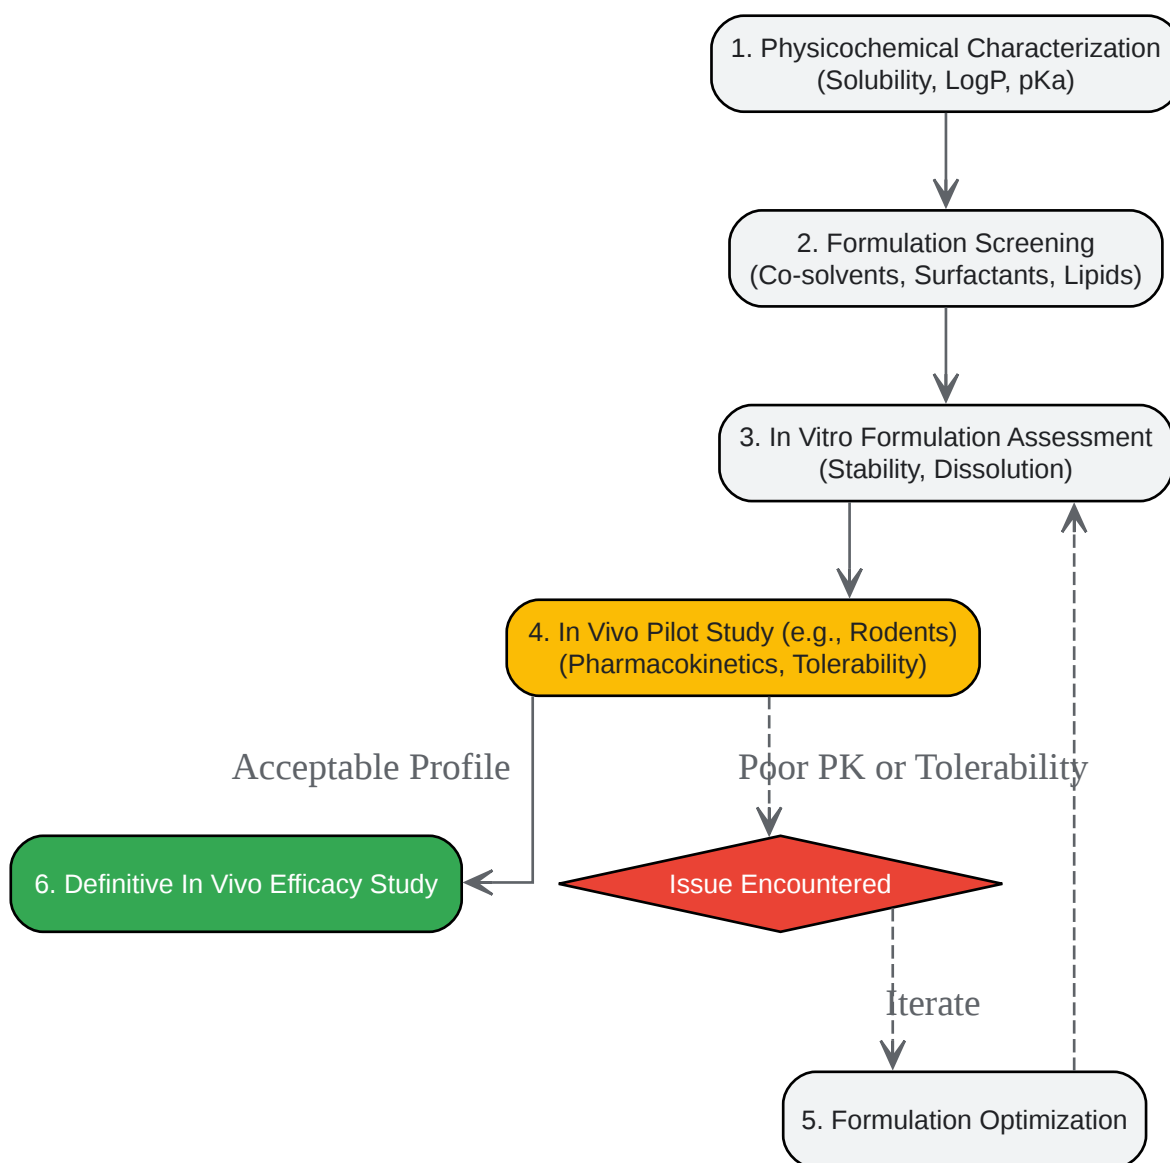 1. Physicochemical Characterization
(Solubility, LogP, pKa)
2. Formulation Screening
(Co-solvents, Surfactants, Lipids)
3. In Vitro Formulation Assessment
(Stability, Dissolution)
4. In Vivo Pilot Study (e.g., Rodents)
(Pharmacokinetics, Tolerability)
Acceptable Profile
Poor PK or Tolerability
6. Definitive In Vivo Efficacy Study
Issue Encountered
Iterate
5. Formulation Optimization